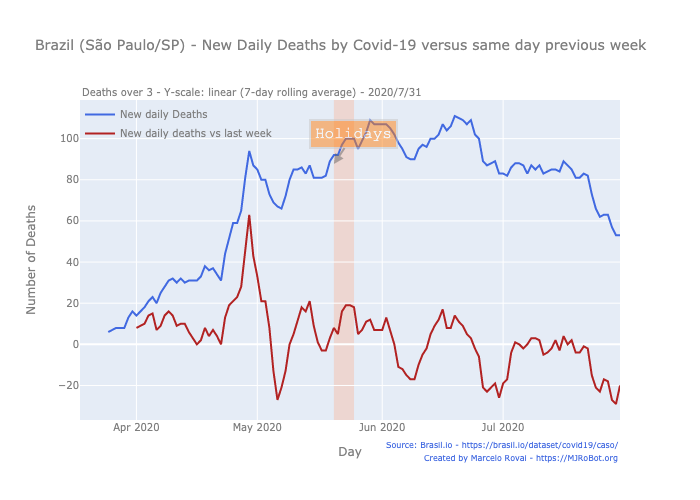 Brazil (São Paulo/SP) - New Daily Deaths by Covid-19 versus same day previous week
Deaths over 3 - Y-scale: linear (7-day rolling average) - 2020/7/31
New daily Deaths
New daily deaths vs last week
Holidays
100
80
60
40
20
0
−20
Number of Deaths
Apr 2020
May 2020
Jun 2020
Jul 2020
Day
Source: Brasil.io - https://brasil.io/dataset/covid19/caso/
Created by Marcelo Rovai - https://MJRoBot.org